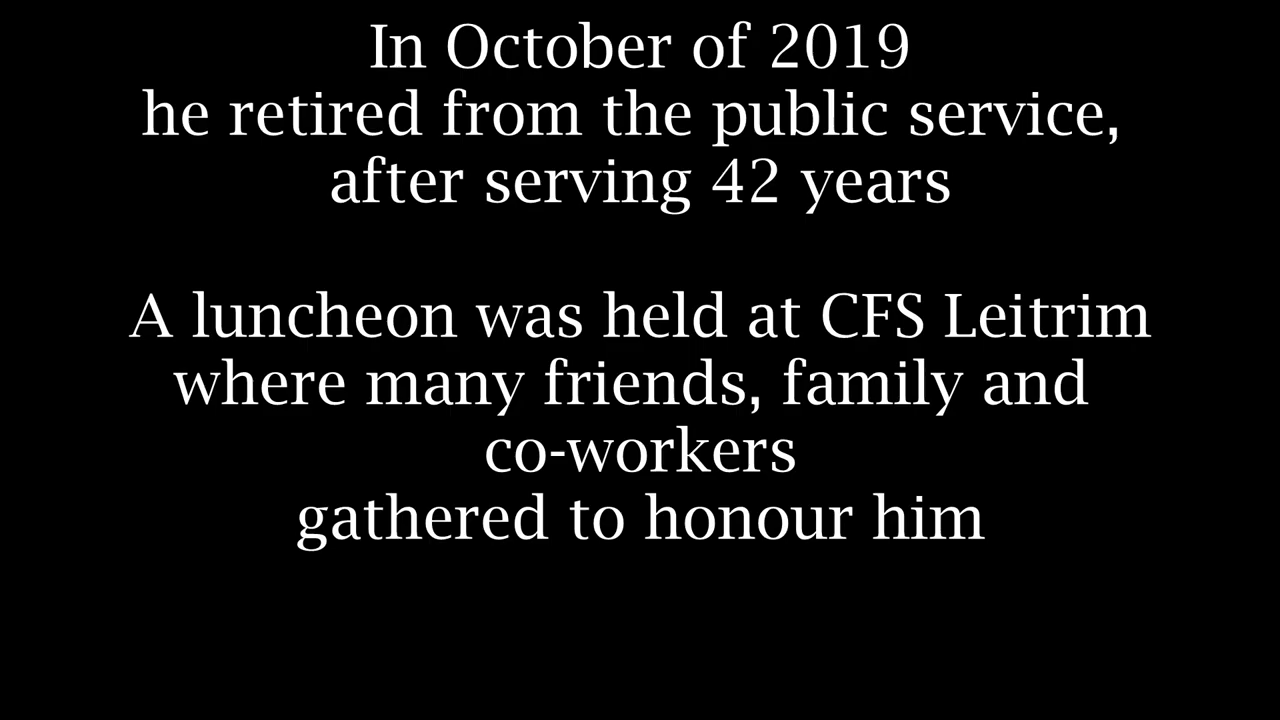 In October of 2019
he retired from the public service,
after serving 42 years
A luncheon was held at CFS Leitrim
where many friends, family and
co-workers
gathered to honour him